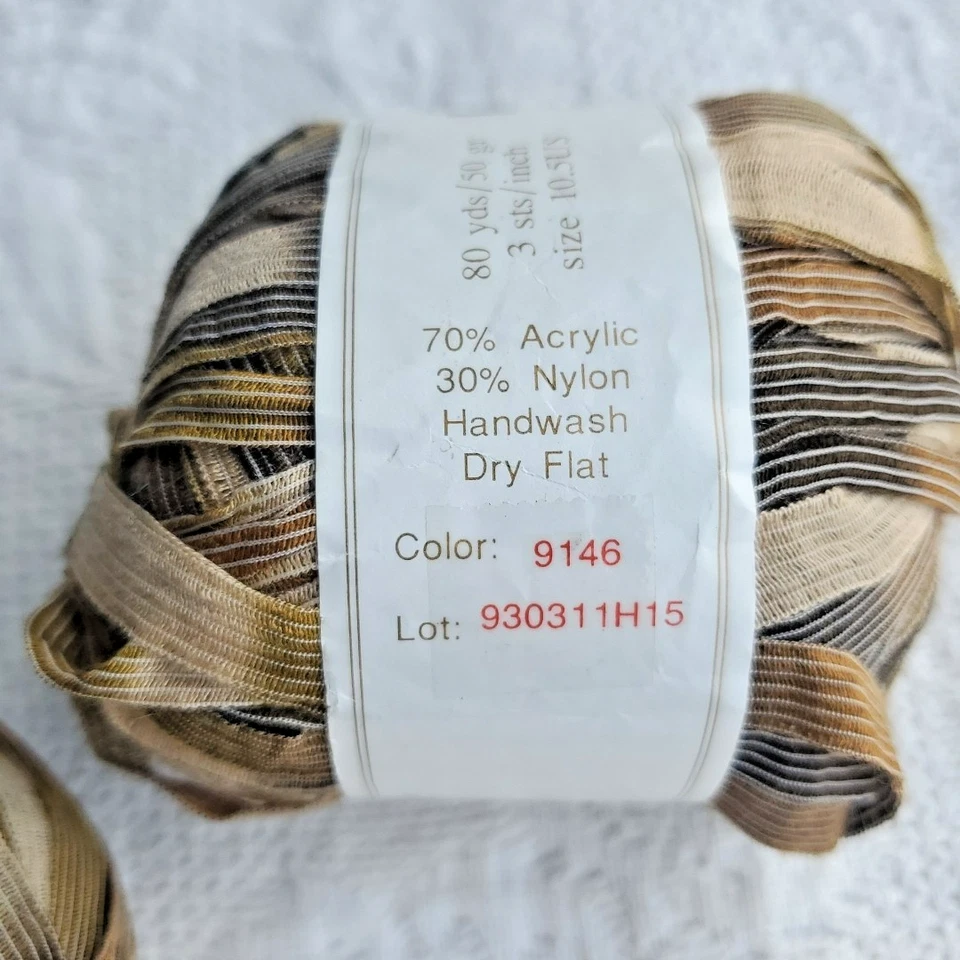 80 yds/50 gr
3 sts/inch
size 10.5US
70% Acrylic
30% Nylon
Handwash
Dry Flat
Color: 9146
Lot: 930311H15